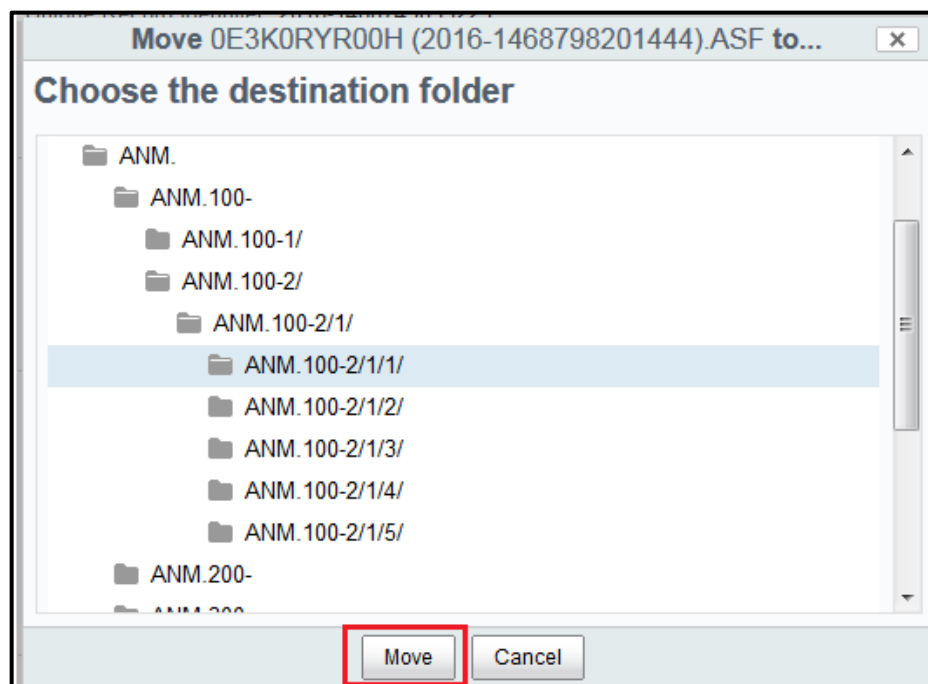 Move 0E3K0RYR00H (2016-1468798201444).ASF to...
Choose the destination folder
ANM.
ANM.100-
ANM.100-1/
ANM.100-2/
ANM.100-2/1/
ANM.100-2/1/1/
ANM.100-2/1/2/
ANM.100-2/1/3/
ANM.100-2/1/4/
ANM.100-2/1/5/
ANM.200-
Move Cancel